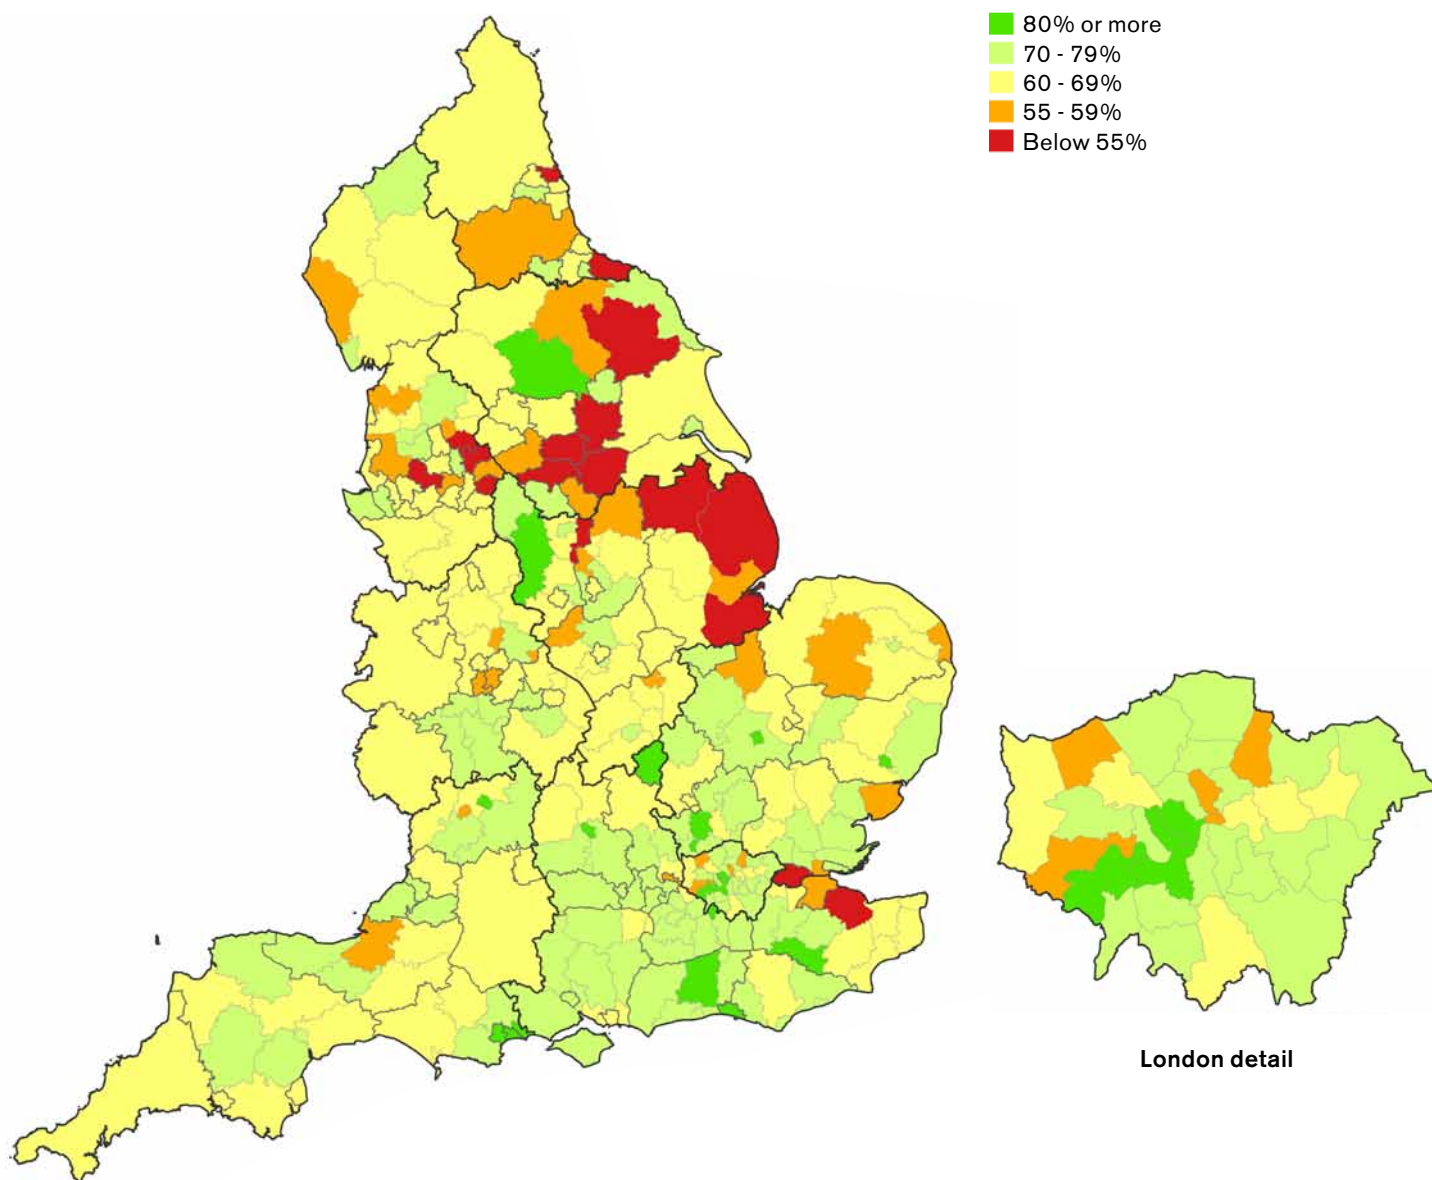 80% or more
70 - 79%
60 - 69%
55 - 59%
Below 55%
London detail